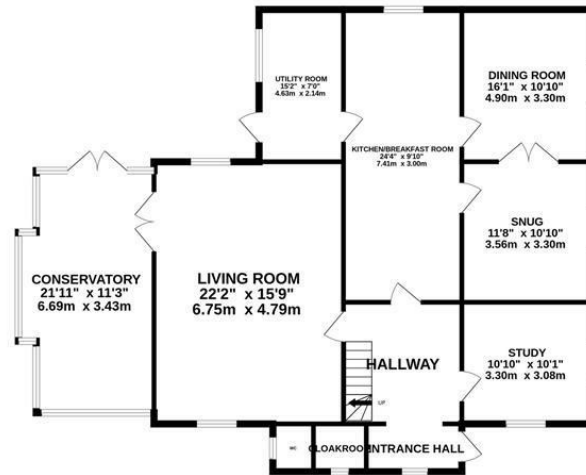 UTILITY ROOM
15'2" x 7'0"
4.63m x 2.14m
DINING ROOM
16'1" x 10'10"
4.90m x 3.30m
KITCHEN/BREAKFAST ROOM
24'4" x 9'10"
7.41m x 3.00m
SNUG
11'8" x 10'10"
3.56m x 3.30m
CONSERVATORY
21'11" x 11'3"
6.69m x 3.43m
LIVING ROOM
22'2" x 15'9"
6.75m x 4.79m
HALLWAY
STUDY
10'10" x 10'1"
3.30m x 3.08m
UP
WC
CLOAKROOM
ENTRANCE HALL